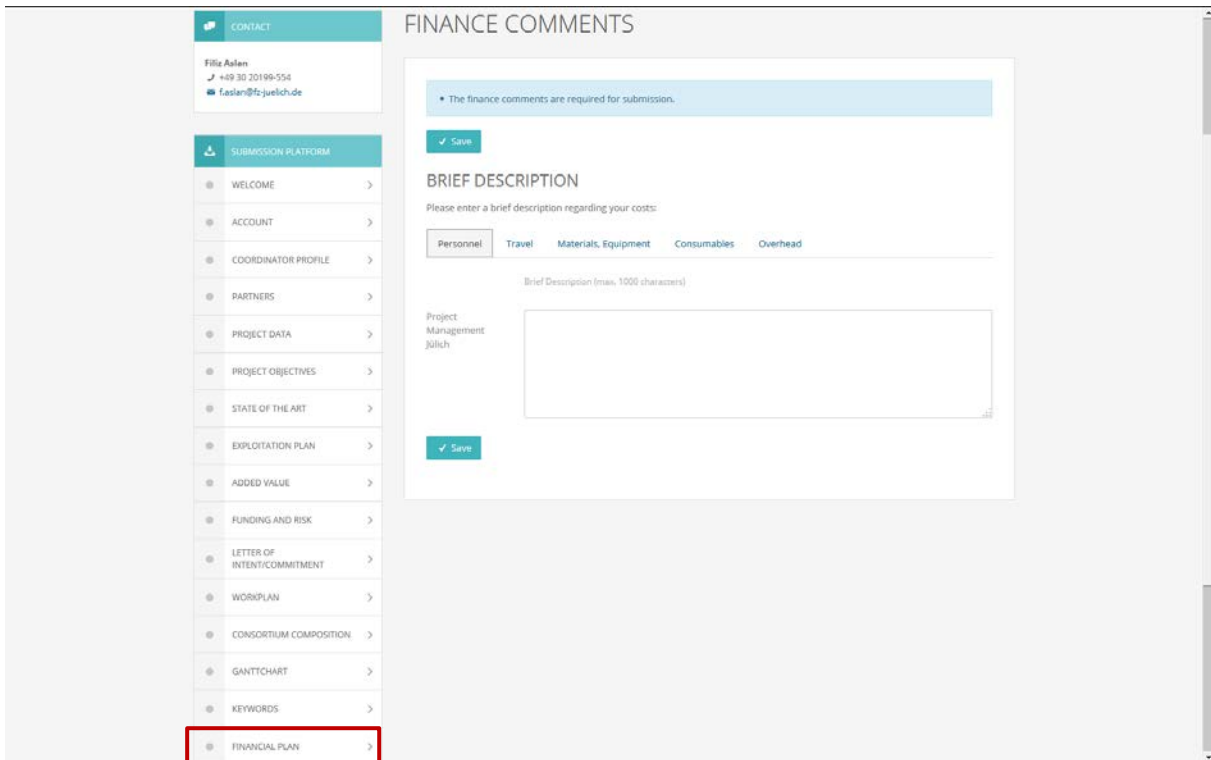 CONTACT
Filiz Aslan
+49 30 20199-554
f.aslan@fz-juelich.de
SUBMISSION PLATFORM
WELCOME
ACCOUNT
COORDINATOR PROFILE
PARTNERS
PROJECT DATA
PROJECT OBJECTIVES
STATE OF THE ART
EXPLOITATION PLAN
ADDED VALUE
FUNDING AND RISK
LETTER OF
INTENT/COMMITMENT
WORKPLAN
CONSORTIUM COMPOSITION
GANTTCHART
KEYWORDS
FINANCIAL PLAN
FINANCE COMMENTS
• The finance comments are required for submission.
✓ Save
BRIEF DESCRIPTION
Please enter a brief description regarding your costs:
Personnel Travel Materials, Equipment Consumables Overhead
Brief Description (max. 1000 characters)
Project
Management
Jülich
✓ Save